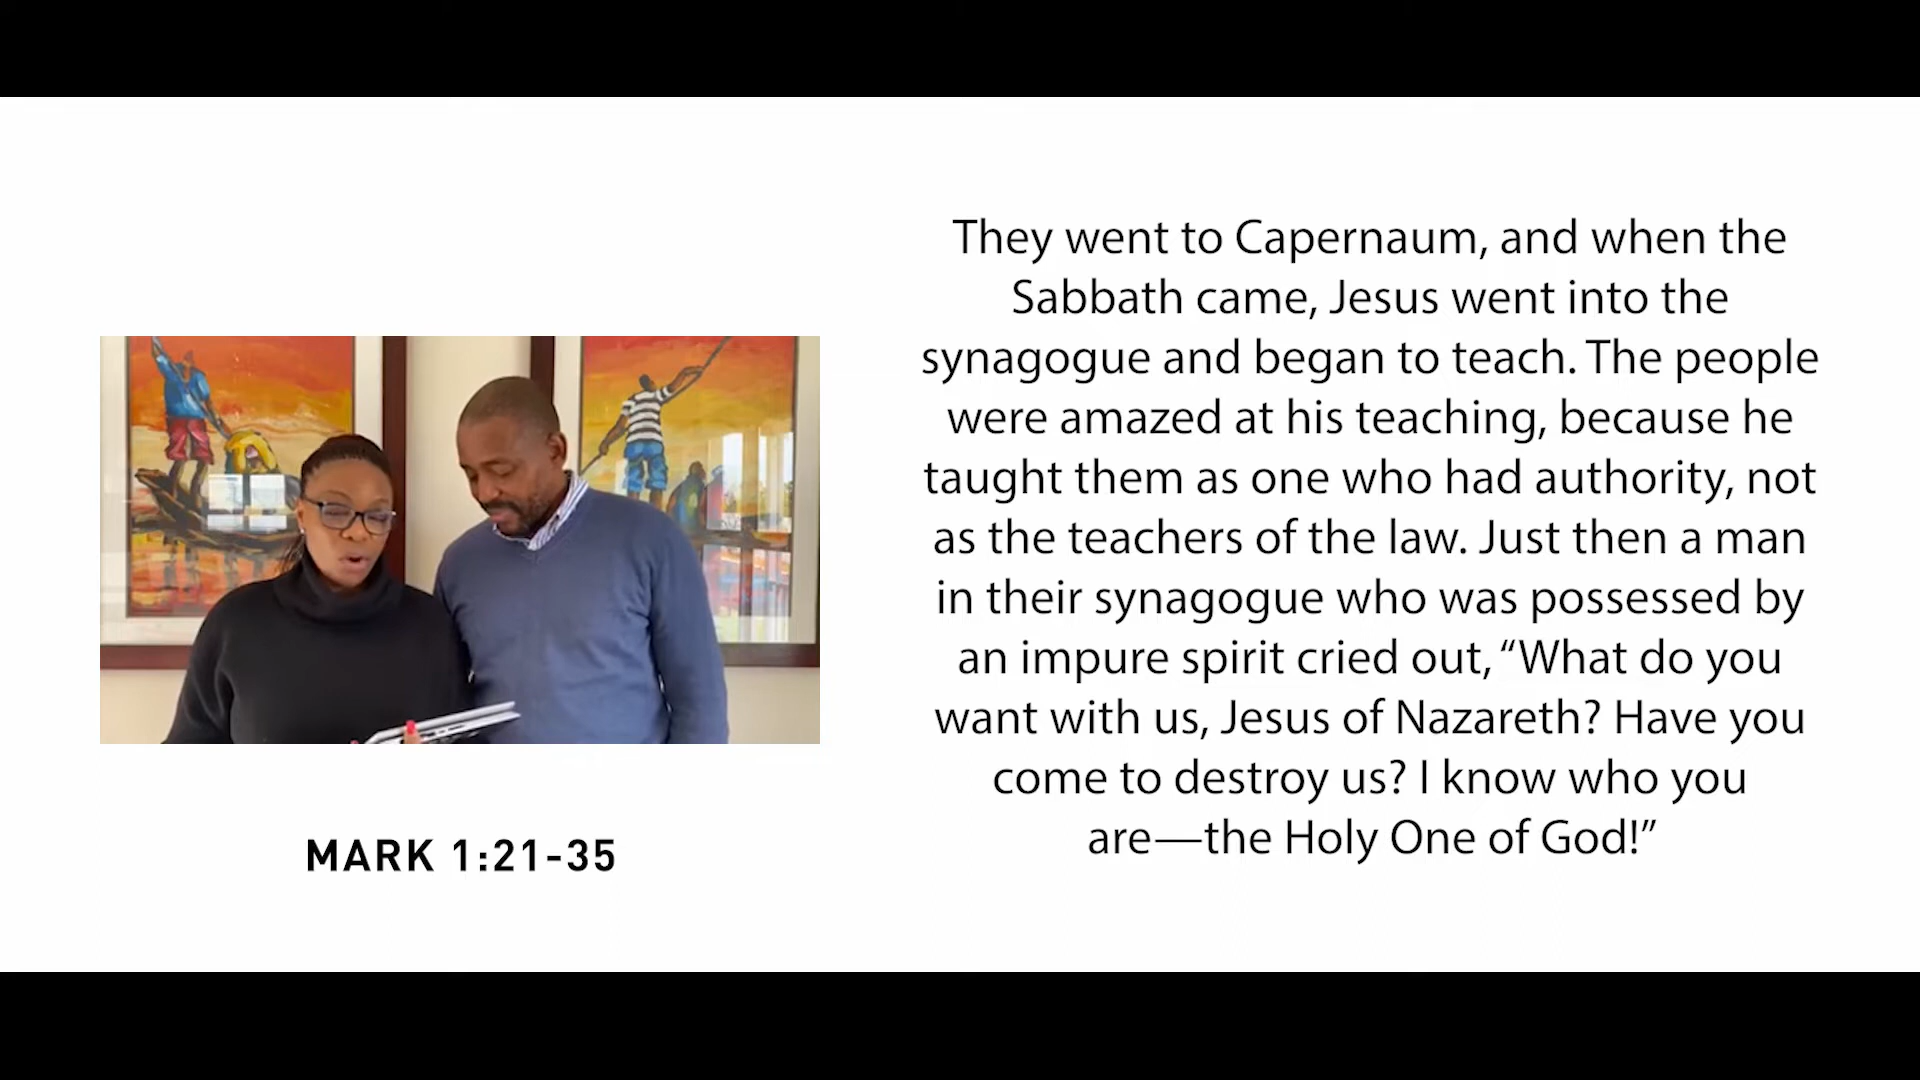 They went to Capernaum, and when the
Sabbath came, Jesus went into the
synagogue and began to teach. The people
were amazed at his teaching, because he
taught them as one who had authority, not
as the teachers of the law. Just then a man
in their synagogue who was possessed by
an impure spirit cried out, “What do you
want with us, Jesus of Nazareth? Have you
come to destroy us? I know who you
are—the Holy One of God!”
MARK 1:21-35